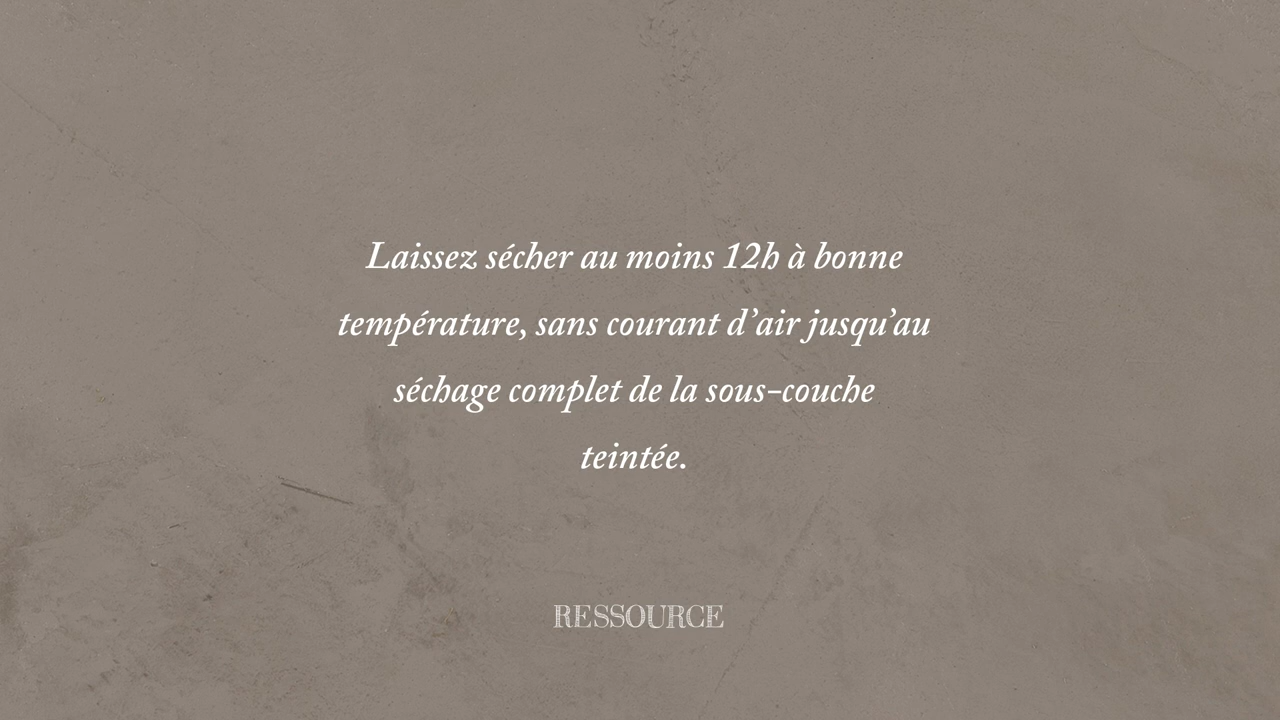 Laissez sécher au moins 12h à bonne
température, sans courant d’air jusqu’au
séchage complet de la sous-couche
teintée.
RESSOURCE